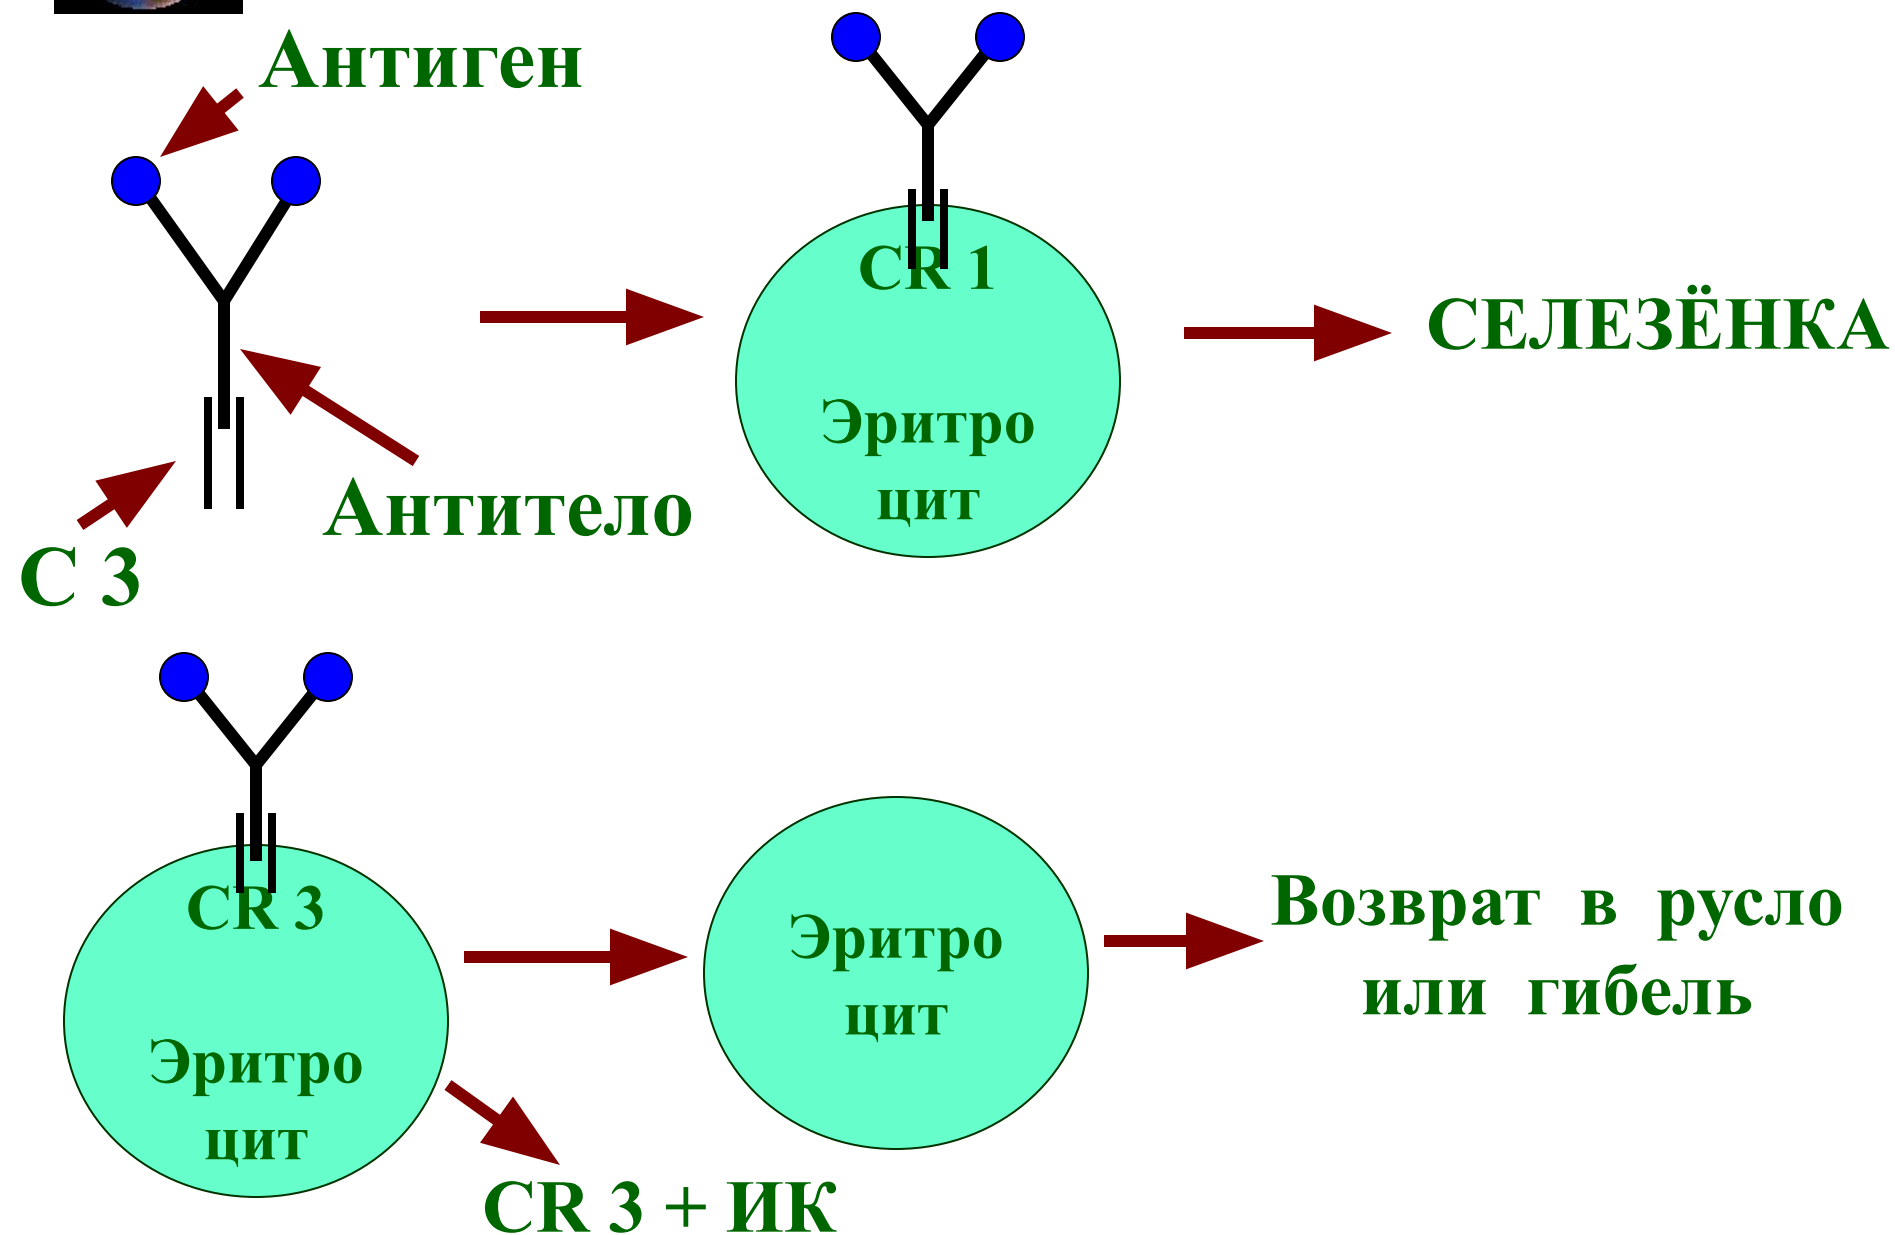 Антиген
CR 1
Эритро
цит
СЕЛЕЗЁНКА
Антитело
С 3
CR 3
Эритро
цит
Эритро
цит
Возврат в русло
или гибель
CR 3 + ИК